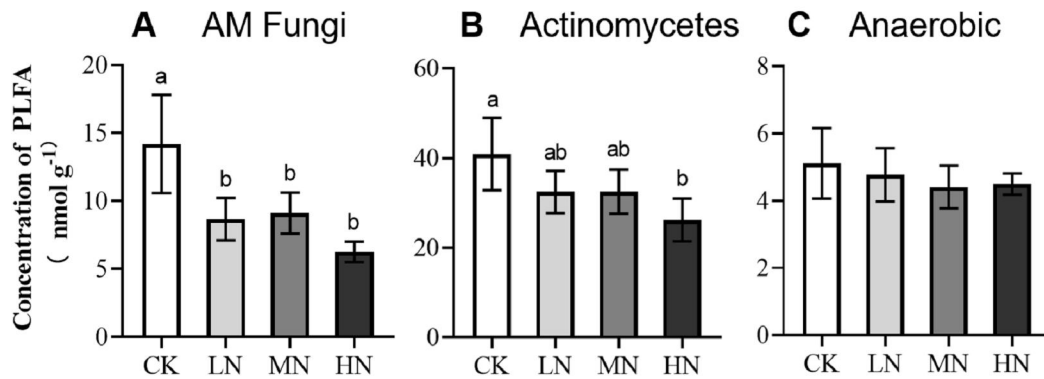 A AM Fungi
B Actinomycetes
C Anaerobic
Concentration of PLFA
( nmol g-1)
20
15
10
5
0
a
b
b
b
CK LN MN HN
60
40
20
0
a
ab
ab
b
CK LN MN HN
8
6
4
2
0
CK LN MN HN